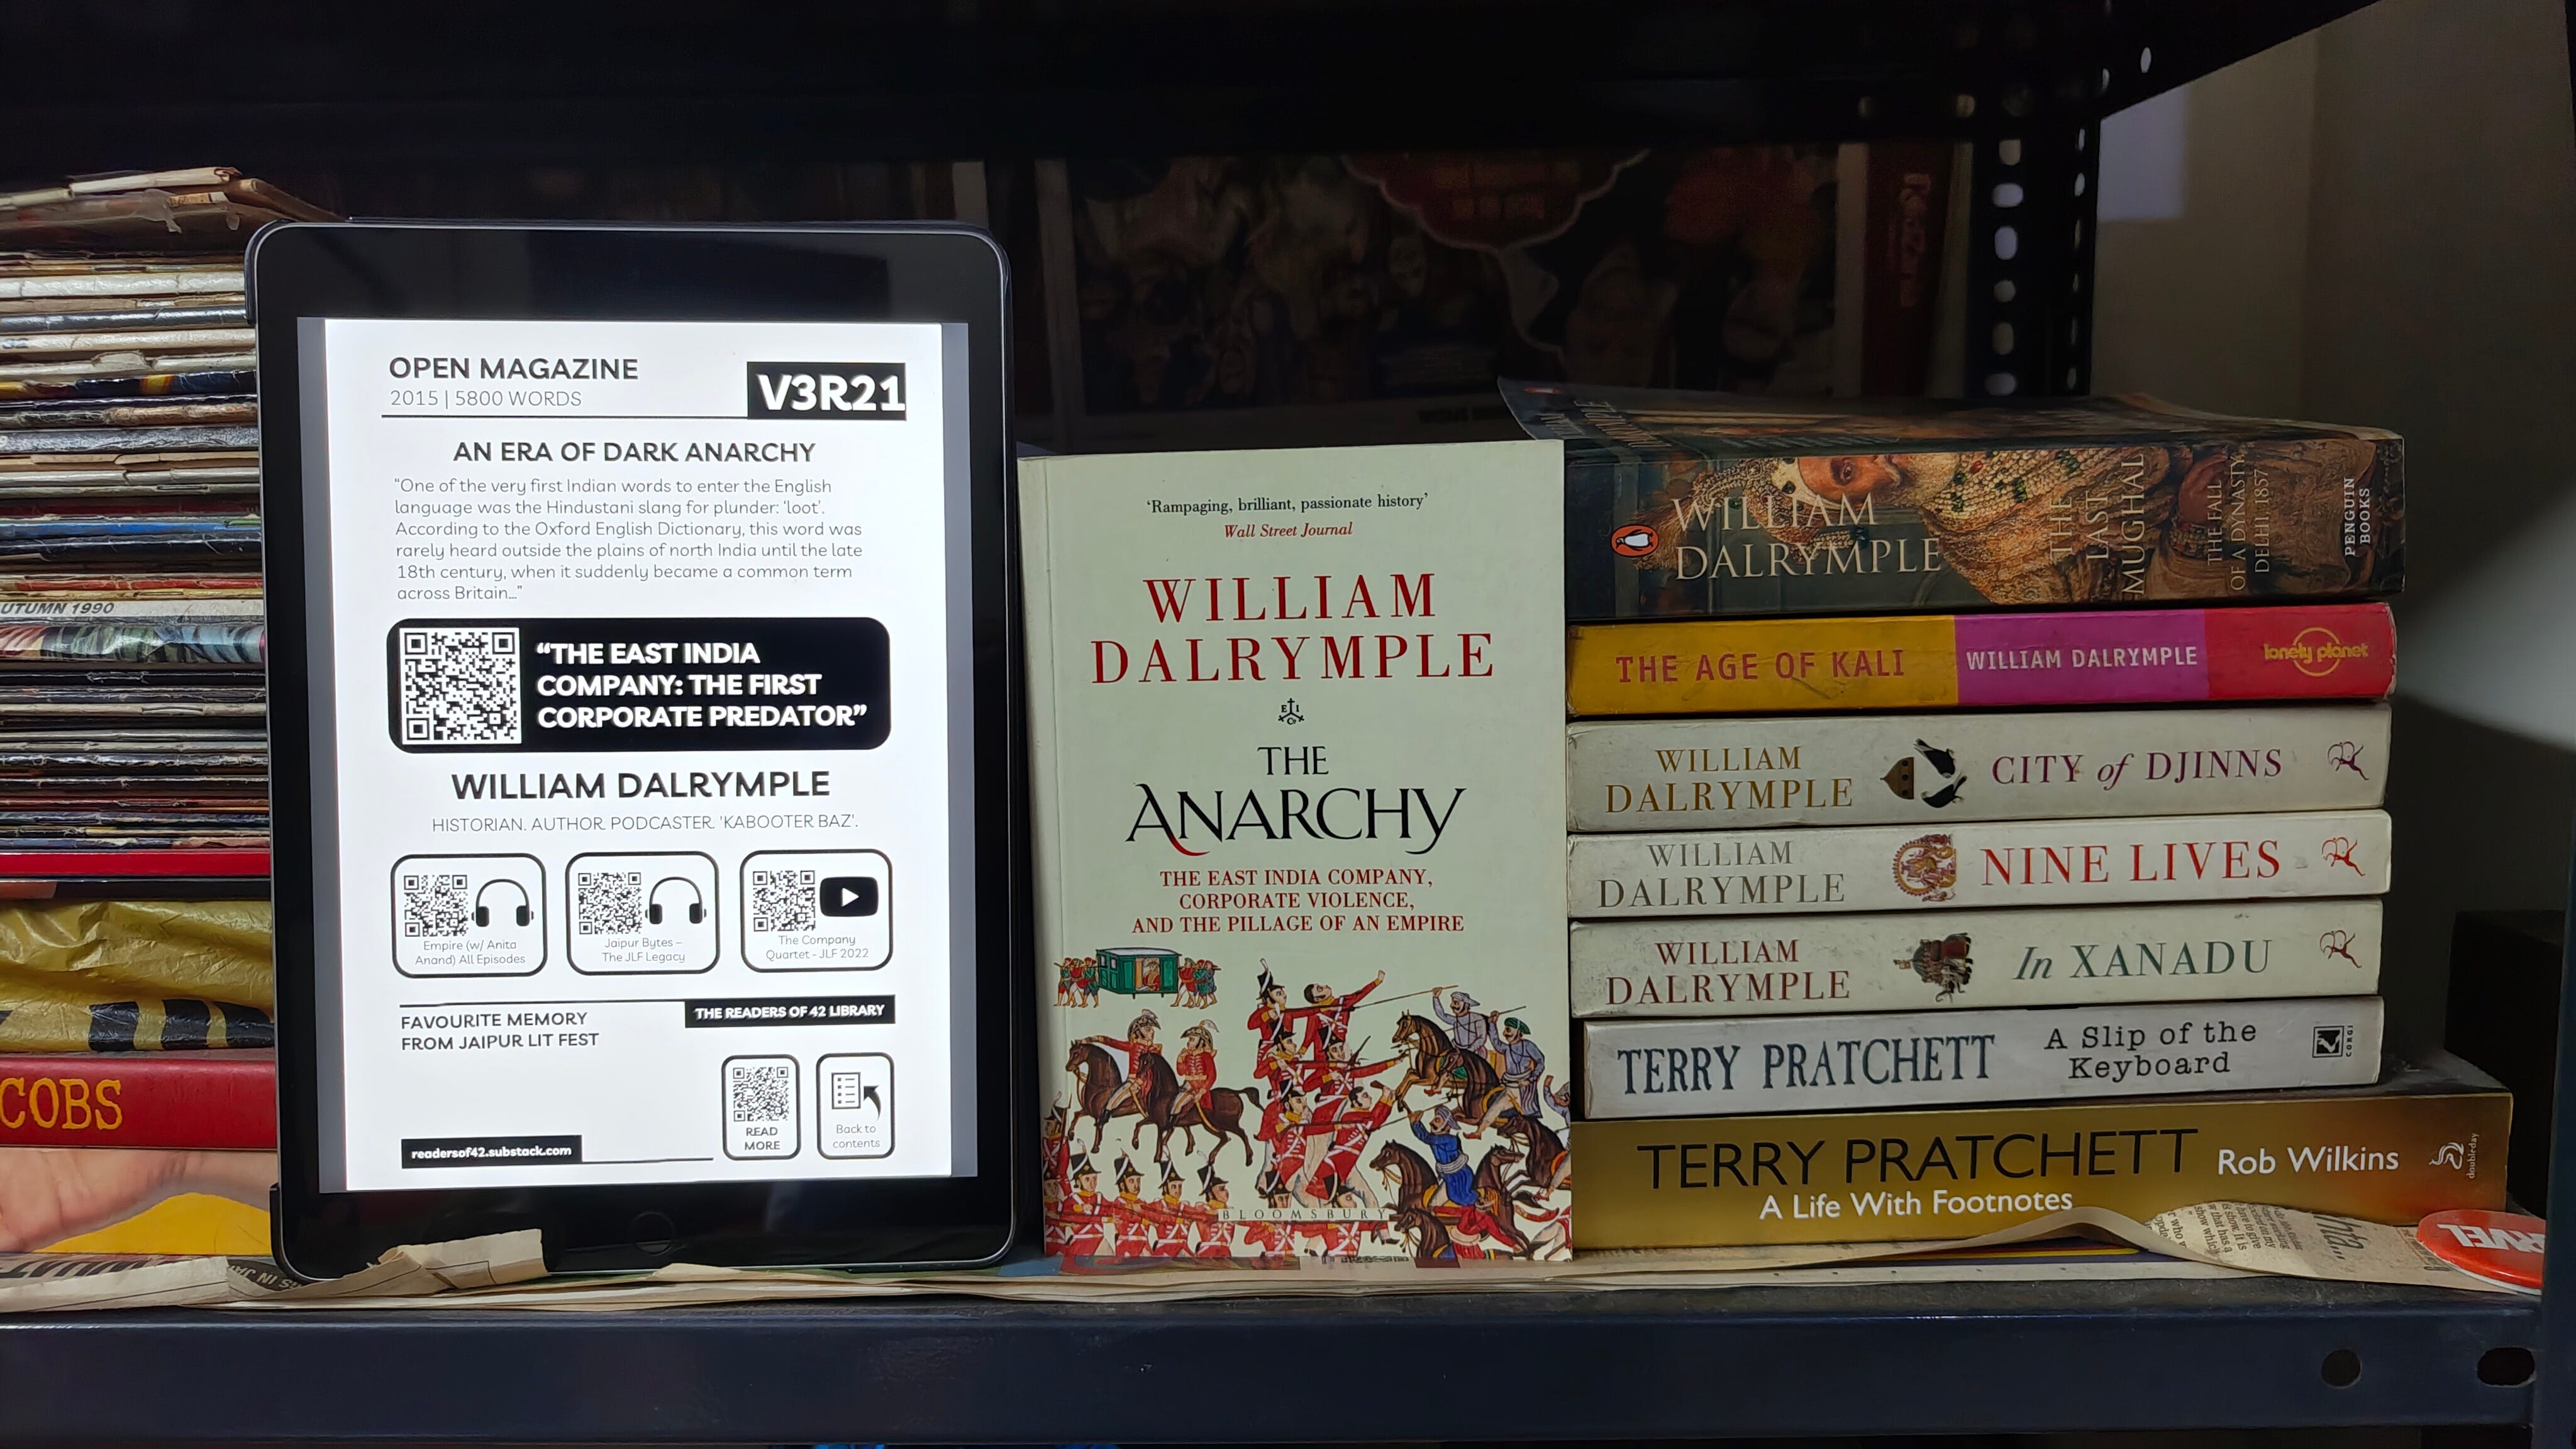 UTUMN 1990
COBS
OPEN MAGAZINE
2015 | 5800 WORDS
V3R21
AN ERA OF DARK ANARCHY
"One of the very first Indian words to enter the English
language was the Hindustani slang for plunder: 'loot'.
According to the Oxford English Dictionary, this word was
rarely heard outside the plains of north India until the late
18th century, when it suddenly became a common term
across Britain..."
"THE EAST INDIA
COMPANY: THE FIRST
CORPORATE PREDATOR"
WILLIAM DALRYMPLE
HISTORIAN. AUTHOR. PODCASTER. 'KABOOTER BAZ'.
Empire (w/ Anita
Anand) All Episodes
Jaipur Bytes –
The JLF Legacy
The Company
Quartet - JLF 2022
FAVOURITE MEMORY
FROM JAIPUR LIT FEST
THE READERS OF 42 LIBRARY
READ
MORE
Back to
contents
readersof42.substack.com
'Rampaging, brilliant, passionate history'
Wall Street Journal
WILLIAM
DALRYMPLE
E I
C
THE
ANARCHY
THE EAST INDIA COMPANY,
CORPORATE VIOLENCE,
AND THE PILLAGE OF AN EMPIRE
BLOOMSBURY
WILLIAM
DALRYMPLE
THE
LAST
MUGHAL
THE FALL
OF A DYNASTY,
DELHI, 1857
PENGUIN
BOOKS
THE AGE OF KALI
WILLIAM DALRYMPLE
lonely planet
WILLIAM
DALRYMPLE
CITY of DJINNS
WILLIAM
DALRYMPLE
NINE LIVES
WILLIAM
DALRYMPLE
In XANADU
TERRY PRATCHETT
A Slip of the
Keyboard
CORGI
TERRY PRATCHETT
A Life With Footnotes
Rob Wilkins
doubleday
RVEL